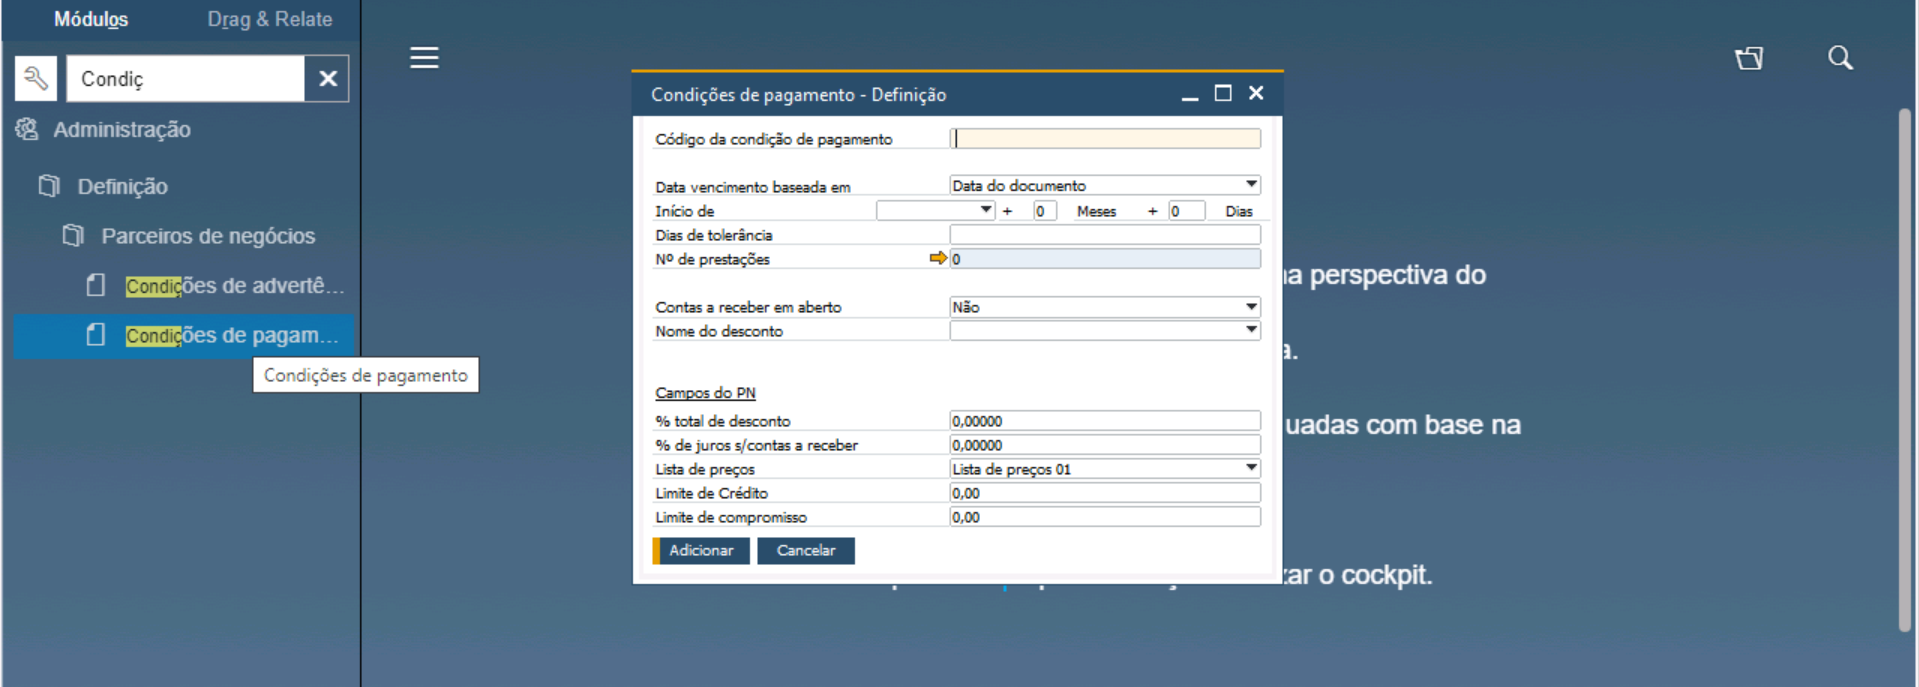 Módulos
Drag & Relate
Condiç
Administração
Definição
Parceiros de negócios
Condições de advertê...
Condições de pagam...
Condições de pagamento
Condições de pagamento - Definição
Código da condição de pagamento
Data vencimento baseada em Data do documento
Início de + 0 Meses + 0 Dias
Dias de tolerância
Nº de prestações 0
Contas a receber em aberto Não
Nome do desconto
Campos do PN
% total de desconto 0,00000
% de juros s/contas a receber 0,00000
Lista de preços Lista de preços 01
Limite de Crédito 0,00
Limite de compromisso 0,00
Adicionar Cancelar
perspectiva do
uadas com base na
o cockpit.